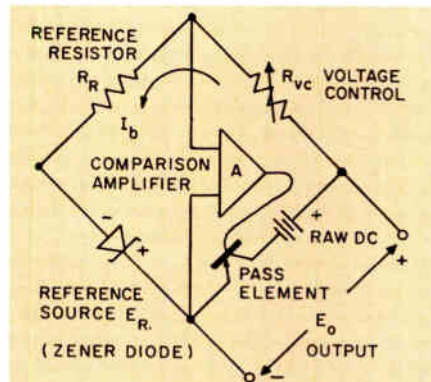 REFERENCE
RESISTOR
R_R
R_VC VOLTAGE
CONTROL
I_b
COMPARISON
AMPLIFIER
A
+
RAW DC
-
+
PASS
ELEMENT
+
REFERENCE
SOURCE E_R.
(ZENER DIODE)
E_o
OUTPUT
-